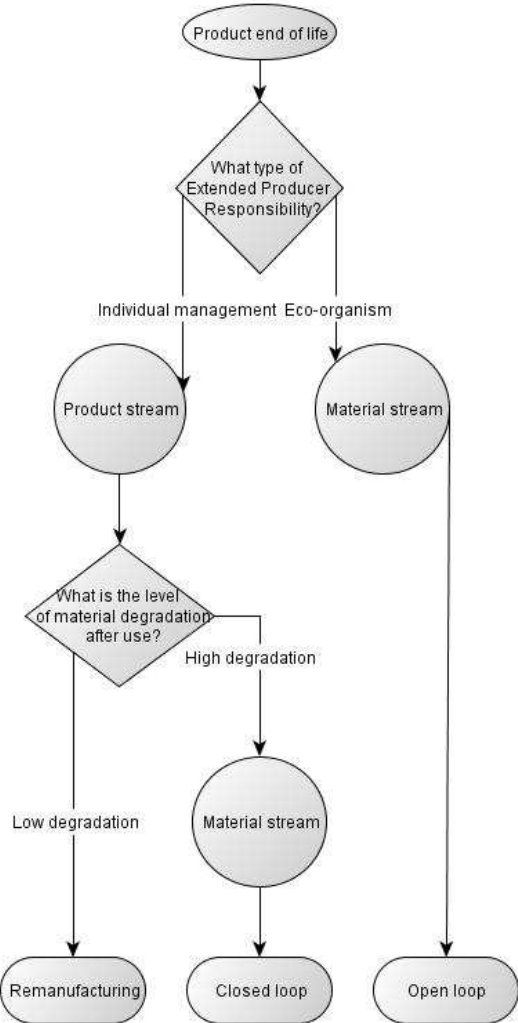 Product end of life
What type of
Extended Producer
Responsibility?
Individual management
Eco-organism
Product stream
Material stream
What is the level
of material degradation
after use?
High degradation
Low degradation
Material stream
Remanufacturing
Closed loop
Open loop